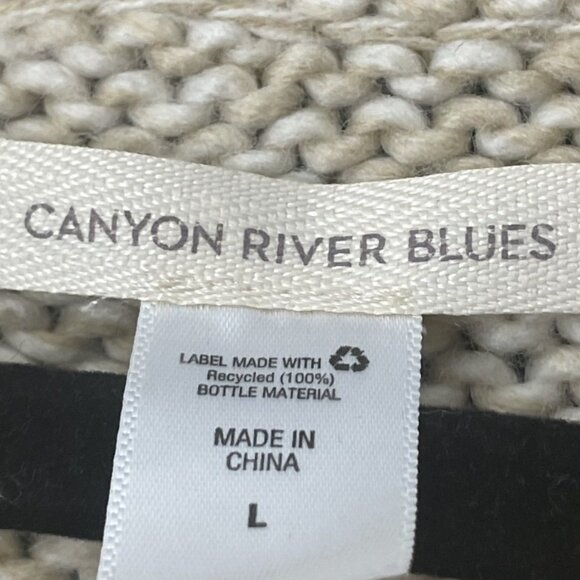 CANYON RIVER BLUES
LABEL MADE WITH
Recycled (100%)
BOTTLE MATERIAL
MADE IN
CHINA
L